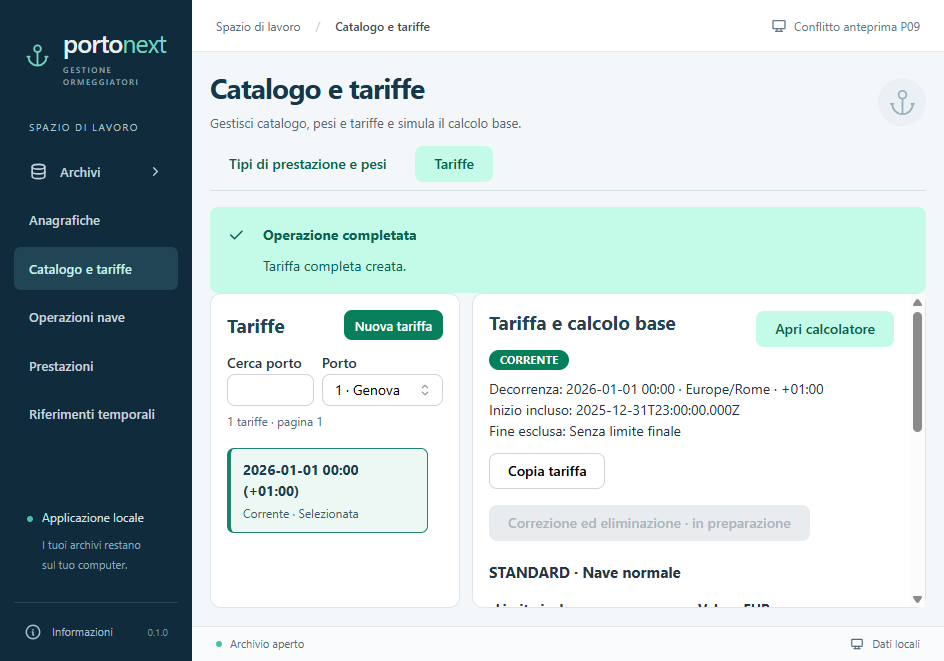 portonext
GESTIONE
ORMEGGIATORI
SPAZIO DI LAVORO
Archivi
Anagrafiche
Catalogo e tariffe
Operazioni nave
Prestazioni
Riferimenti temporali
Applicazione locale
I tuoi archivi restano
sul tuo computer.
Informazioni 0.1.0
Spazio di lavoro / Catalogo e tariffe
Conflitto anteprima P09
Catalogo e tariffe
Gestisci catalogo, pesi e tariffe e simula il calcolo base.
Tipi di prestazione e pesi Tariffe
Operazione completata
Tariffa completa creata.
Tariffe Nuova tariffa
Cerca porto Porto
1 · Genova
1 tariffe · pagina 1
2026-01-01 00:00
(+01:00)
Corrente · Selezionata
Tariffa e calcolo base Apri calcolatore
CORRENTE
Decorrenza: 2026-01-01 00:00 · Europe/Rome · +01:00
Inizio incluso: 2025-12-31T23:00:00.000Z
Fine esclusa: Senza limite finale
Copia tariffa
Correzione ed eliminazione · in preparazione
STANDARD · Nave normale
Archivio aperto Dati locali